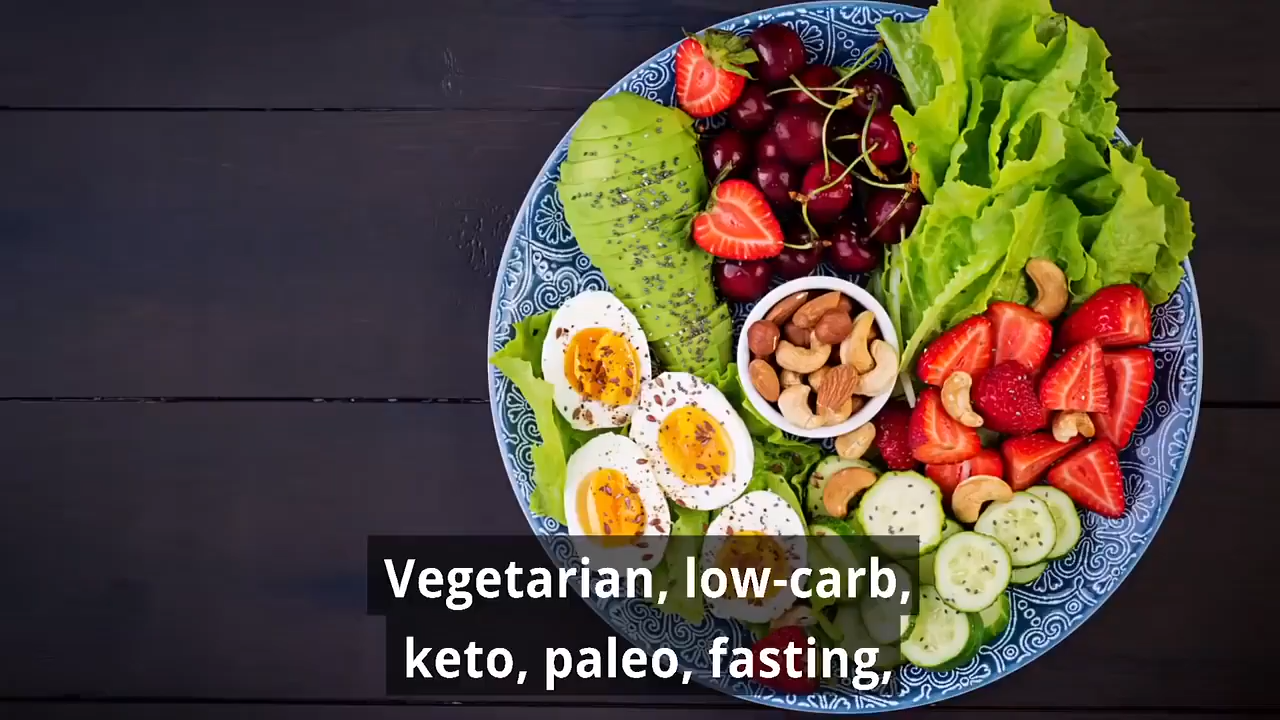 Vegetarian, low-carb,
keto, paleo, fasting,